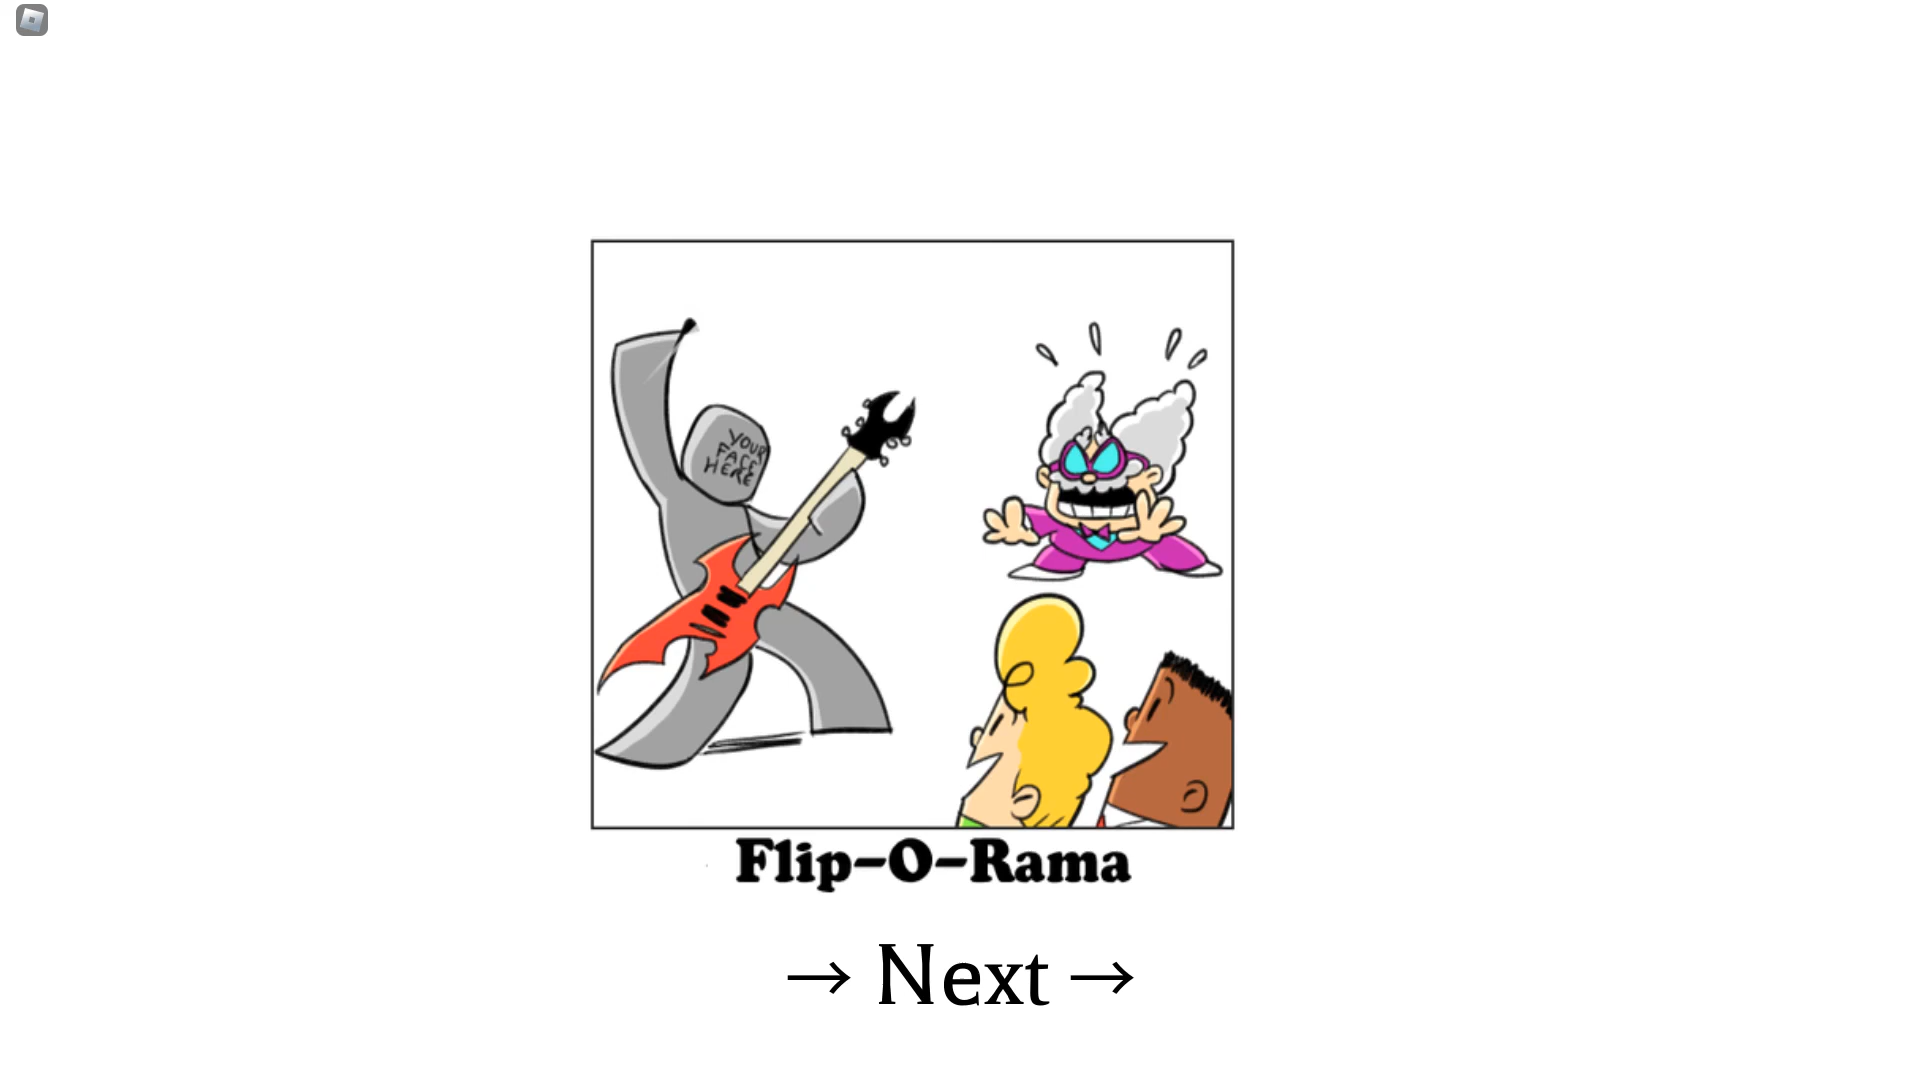 YOUR
FACE
HERE
Flip-O-Rama
→ Next →